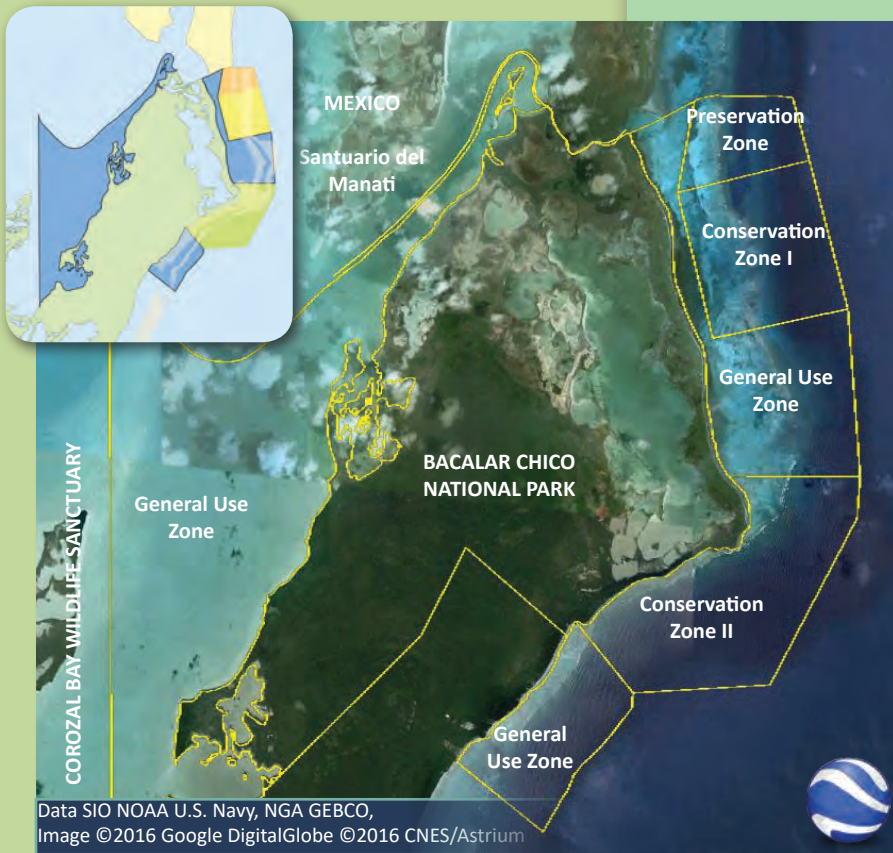 MEXICO
Santuario del
Manati
Preservation
Zone
Conservation
Zone I
General Use
Zone
BACALAR CHICO
NATIONAL PARK
General Use
Zone
COROZAL BAY WILDLIFE SANCTUARY
Conservation
Zone II
General
Use Zone
Data SIO NOAA U.S. Navy, NGA GEBCO,
Image ©2016 Google DigitalGlobe ©2016 CNES/Astrium